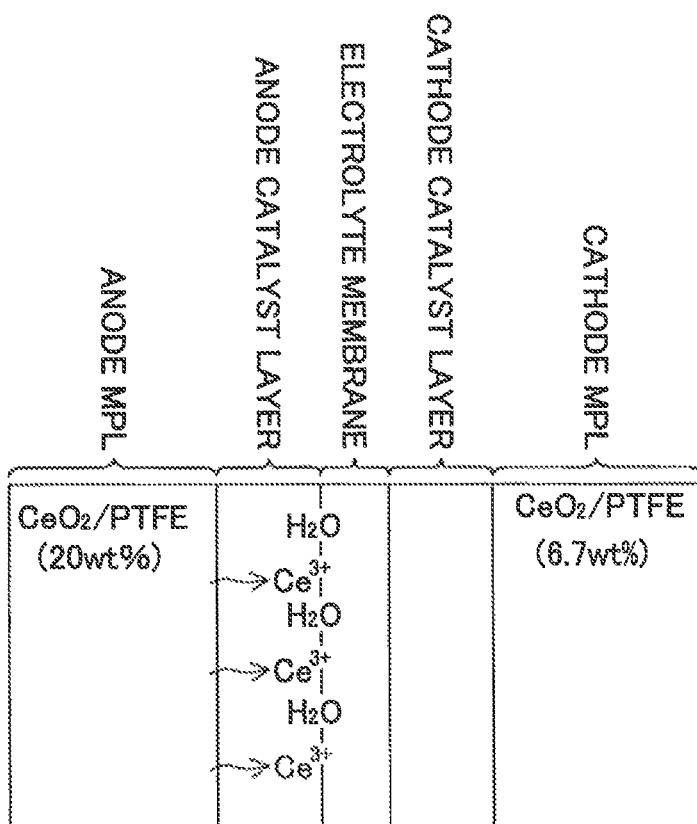 ANODE MPL
ANODE CATALYST LAYER
ELECTROLYTE MEMBRANE
CATHODE CATALYST LAYER
CATHODE MPL
CeO₂/PTFE
(20wt%)
H₂O
Ce³⁺
H₂O
Ce³⁺
H₂O
Ce³⁺
CeO₂/PTFE
(6.7wt%)